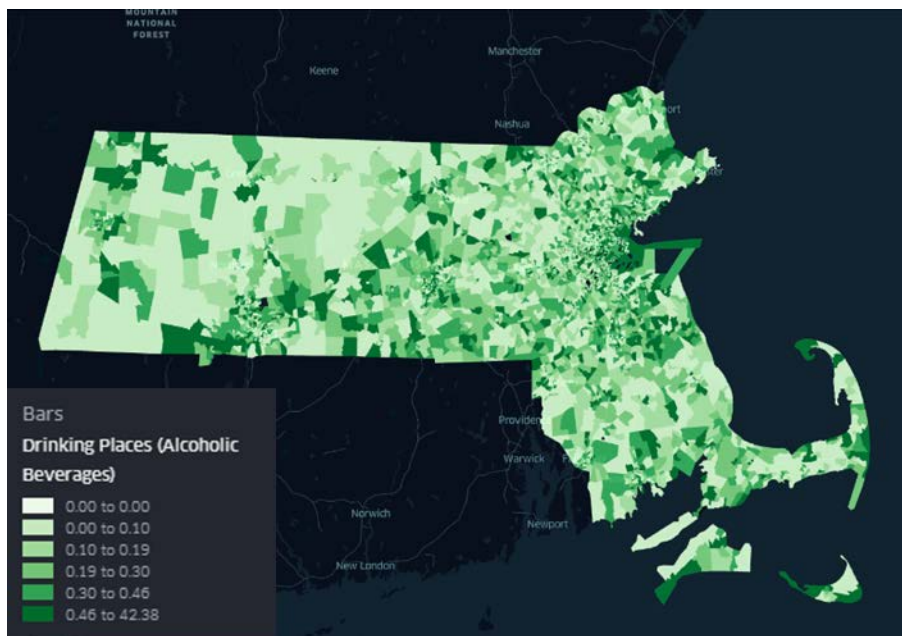 MOUNTAIN
NATIONAL
FOREST
Manchester
Keene
Nashua
Providen
Warwick
Norwich
Newport
New London
Bars
Drinking Places (Alcoholic
Beverages)
0.00 to 0.00
0.00 to 0.10
0.10 to 0.19
0.19 to 0.30
0.30 to 0.46
0.46 to 42.38